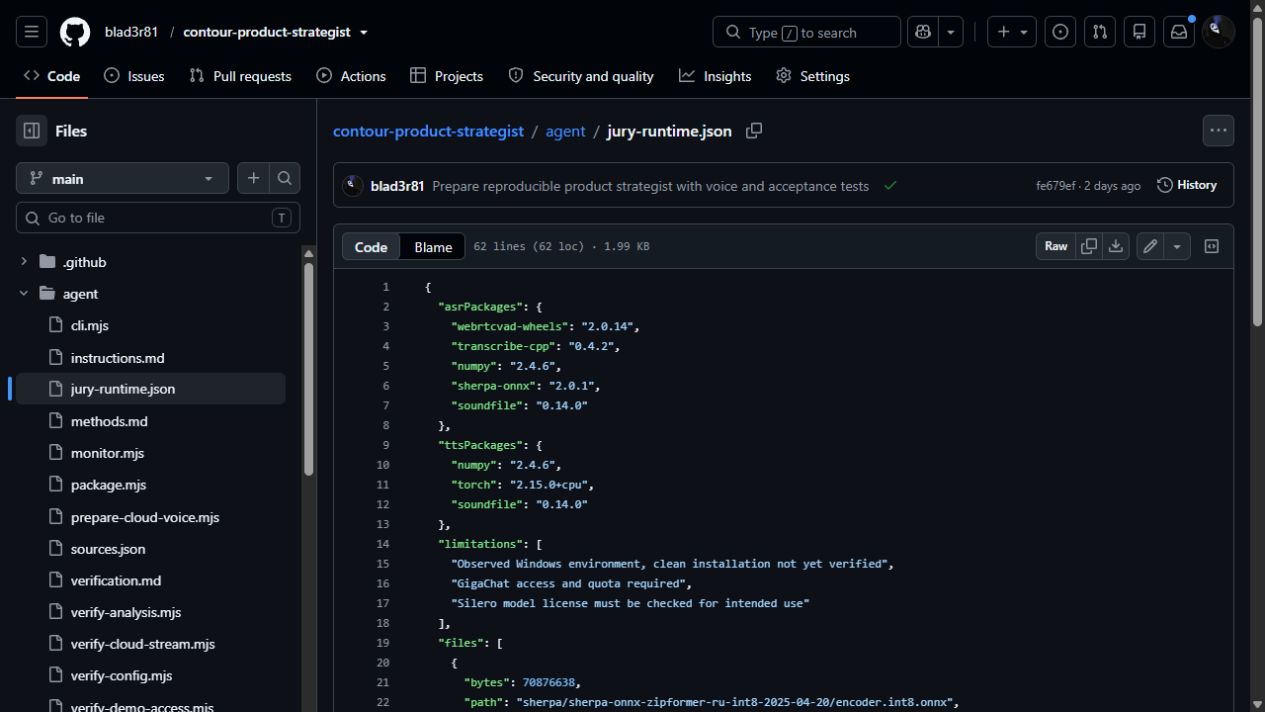 blad3r81 / contour-product-strategist
Type / to search
Code
Issues
Pull requests
Actions
Projects
Security and quality
Insights
Settings
Files
main
Go to file
T
.github
agent
cli.mjs
instructions.md
jury-runtime.json
methods.md
monitor.mjs
package.mjs
prepare-cloud-voice.mjs
sources.json
verification.md
verify-analysis.mjs
verify-cloud-stream.mjs
verify-config.mjs
verify-demo-access.mjs
contour-product-strategist / agent / jury-runtime.json
blad3r81 Prepare reproducible product strategist with voice and acceptance tests
fe679ef · 2 days ago
History
Code
Blame
62 lines (62 loc) · 1.99 KB
Raw
1 {
2 "asrPackages": {
3 "webrtcvad-wheels": "2.0.14",
4 "transcribe-cpp": "0.4.2",
5 "numpy": "2.4.6",
6 "sherpa-onnx": "2.0.1",
7 "soundfile": "0.14.0"
8 },
9 "ttsPackages": {
10 "numpy": "2.4.6",
11 "torch": "2.15.0+cpu",
12 "soundfile": "0.14.0"
13 },
14 "limitations": [
15 "Observed Windows environment, clean installation not yet verified",
16 "GigaChat access and quota required",
17 "Silero model license must be checked for intended use"
18 ],
19 "files": [
20 {
21 "bytes": 70876638,
22 "path": "sherpa/sherpa-onnx-zipformer-ru-int8-2025-04-20/encoder.int8.onnx",